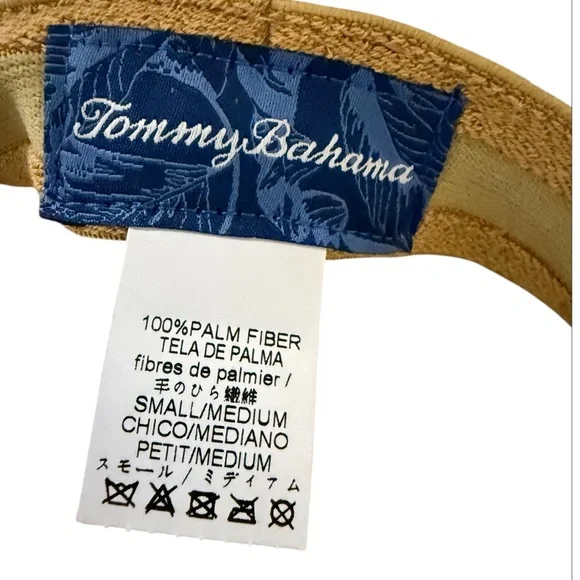 Tommy Bahama
100%PALM FIBER
TELA DE PALMA
fibres de palmier /
手のひら繊維
SMALL/MEDIUM
CHICO/MEDIANO
PETIT/MEDIUM
スモール / ミディアム